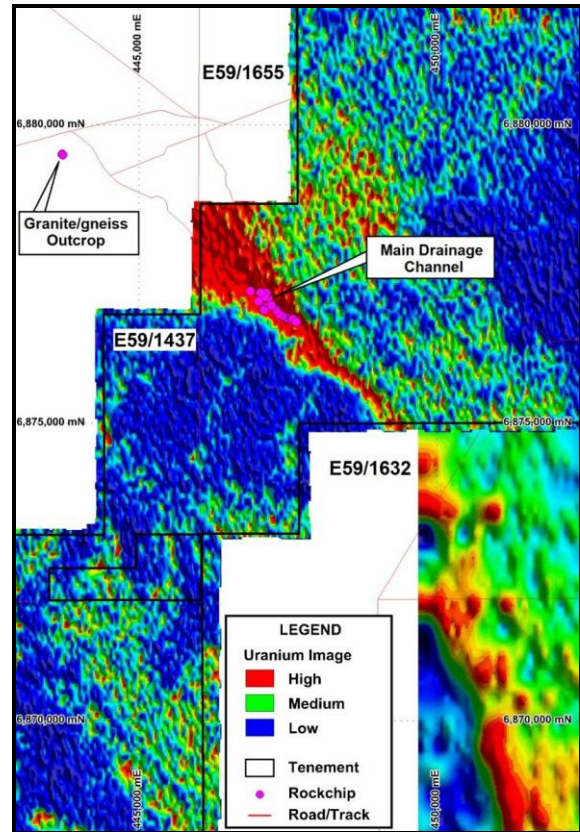 445,000 mE
450,000 mE
E59/1655
6,880,000 mN
6,880,000 mN
Granite/gneiss
Outcrop
Main Drainage
Channel
E59/1437
6,875,000 mN
6,875,000 mN
E59/1632
LEGEND
Uranium Image
High
Medium
Low
Tenement
Rockchip
Road/Track
6,870,000 mN
6,870,000 mN
445,000 mE
450,000 mE